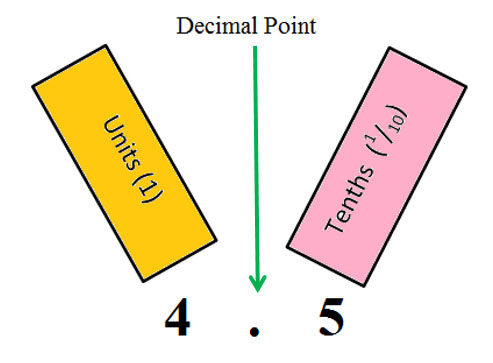 Decimal Point
Units (1)
Tenths (1/10)
4 . 5